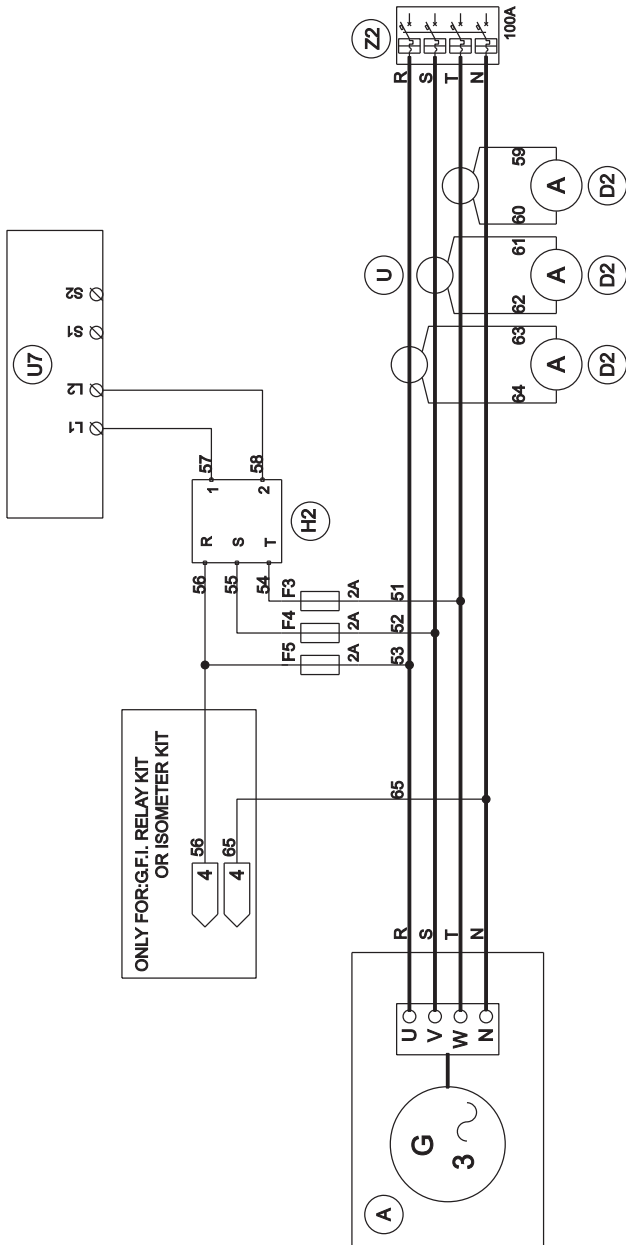 U7
L1
L2
S1
S2
ONLY FOR:G.F.I. RELAY KIT
OR ISOMETER KIT
4
56
4
65
56
55
54
R
S
T
1
2
57
58
H2
F5
F4
F3
2A
2A
2A
53
52
51
65
A
G
3
U
V
W
N
R
S
T
N
U
64
63
A
D2
62
61
A
D2
60
59
A
D2
R
S
T
N
Z2
100A